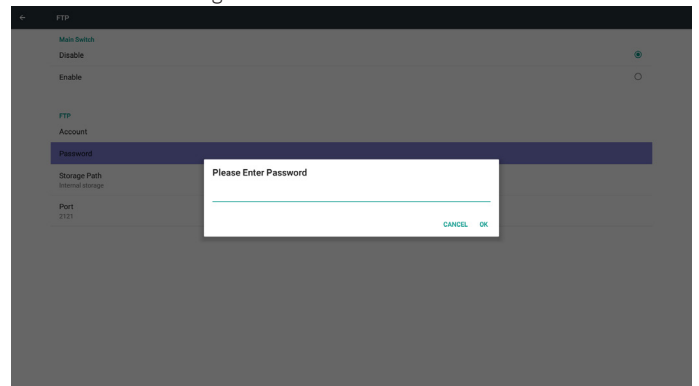 FTP
Main Switch
Disable
Enable
FTP
Account
Password
Storage Path
Internal storage
Port
2121
Please Enter Password
CANCEL OK